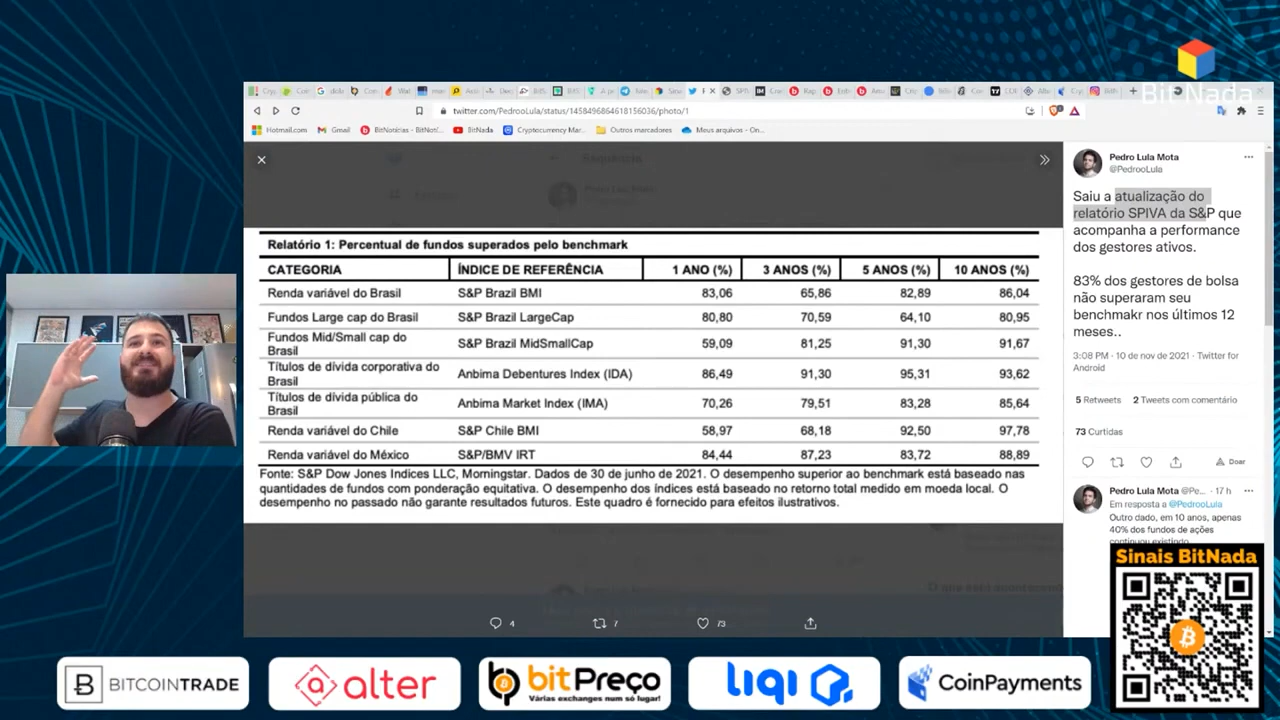 BitNada
twitter.com/PedrooLula/status/1458496864618156036/photo/1
Hotmail.com Gmail BitNotícias - BitNotí... BitNada Cryptocurrency Mar... Outros marcadores Meus arquivos - On...
Relatório 1: Percentual de fundos superados pelo benchmark
CATEGORIA ÍNDICE DE REFERÊNCIA 1 ANO (%) 3 ANOS (%) 5 ANOS (%) 10 ANOS (%)
Renda variável do Brasil S&P Brazil BMI 83,06 65,86 82,89 86,04
Fundos Large cap do Brasil S&P Brazil LargeCap 80,80 70,59 64,10 80,95
Fundos Mid/Small cap do
Brasil S&P Brazil MidSmallCap 59,09 81,25 91,30 91,67
Títulos de dívida corporativa do
Brasil Anbima Debentures Index (IDA) 86,49 91,30 95,31 93,62
Títulos de dívida pública do
Brasil Anbima Market Index (IMA) 70,26 79,51 83,28 85,64
Renda variável do Chile S&P Chile BMI 58,97 68,18 92,50 97,78
Renda variável do México S&P/BMV IRT 84,44 87,23 83,72 88,89
Fonte: S&P Dow Jones Indices LLC, Morningstar. Dados de 30 de junho de 2021. O desempenho superior ao benchmark está baseado nas
quantidades de fundos com ponderação equitativa. O desempenho dos índices está baseado no retorno total medido em moeda local. O
desempenho no passado não garante resultados futuros. Este quadro é fornecido para efeitos ilustrativos.
4 7 73
Pedro Lula Mota
@PedrooLula
Saiu a atualização do
relatório SPIVA da S&P que
acompanha a performance
dos gestores ativos.
83% dos gestores de bolsa
não superaram seu
benchmakr nos últimos 12
meses..
3:08 PM · 10 de nov de 2021 · Twitter for
Android
5 Retweets 2 Tweets com comentário
73 Curtidas
Doar
Pedro Lula Mota @Pe... · 17 h
Em resposta a @PedrooLula
Outro dado, em 10 anos, apenas
40% dos fundos de ações
continuou existindo
Sinais BitNada
BITCOINTRADE
alter
bitPreço
Várias exchanges num só lugar!
liqi
CoinPayments